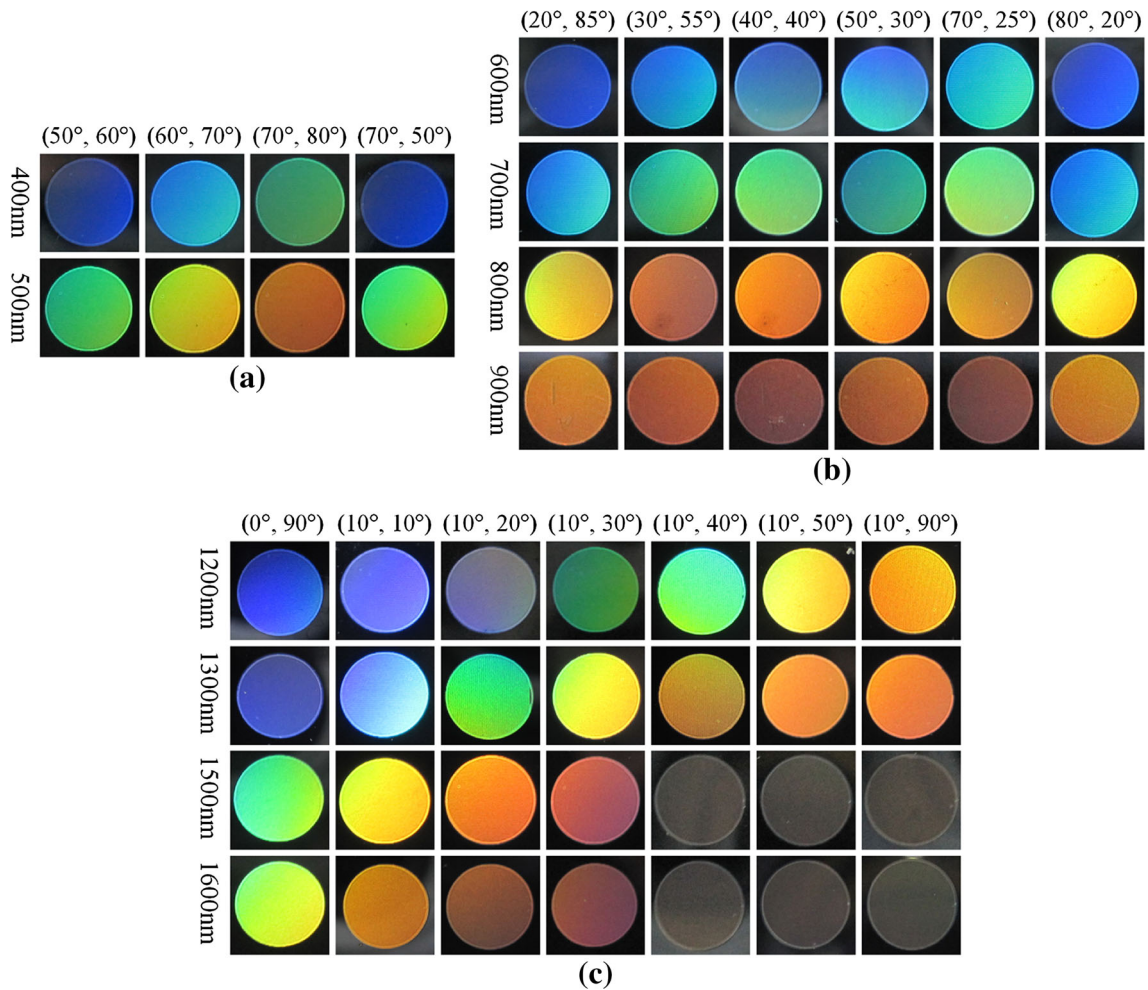 (a)
(50°, 60°) (60°, 70°) (70°, 80°) (70°, 50°)
400nm
500nm
(20°, 85°) (30°, 55°) (40°, 40°) (50°, 30°) (70°, 25°) (80°, 20°)
600nm
700nm
800nm
900nm
(b)
(0°, 90°) (10°, 10°) (10°, 20°) (10°, 30°) (10°, 40°) (10°, 50°) (10°, 90°)
1200nm
1300nm
1500nm
1600nm
(c)